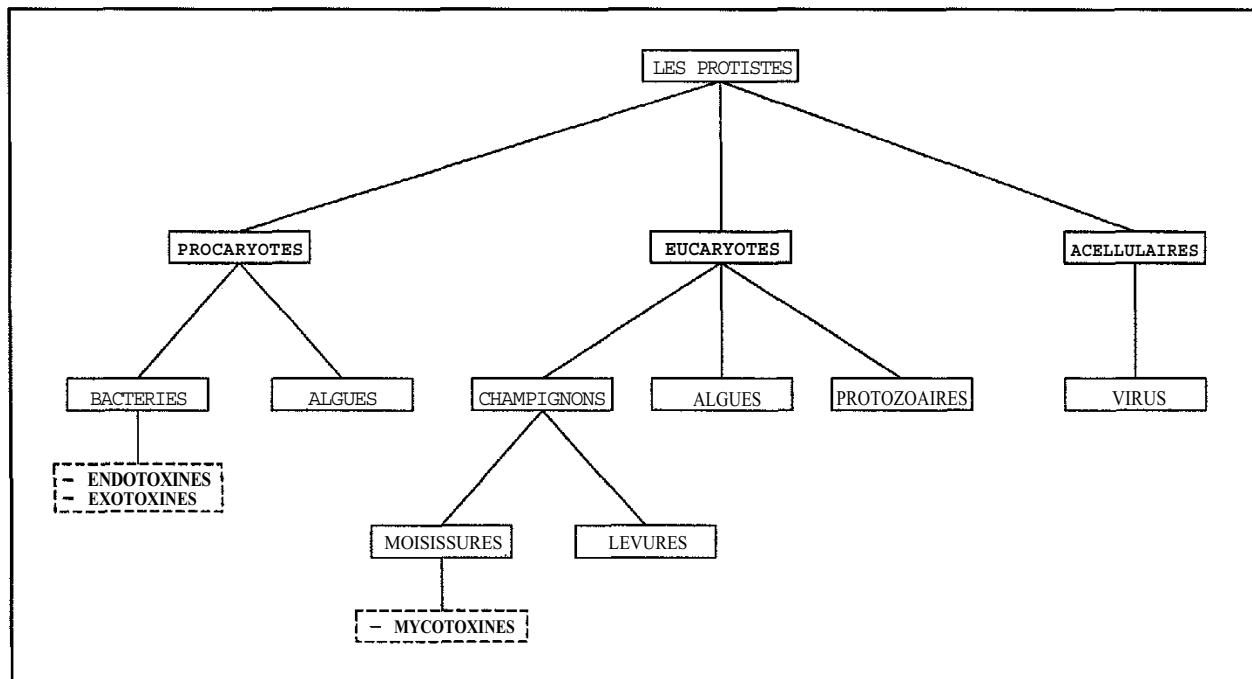 LES PROTISTES
PROCARYOTES
EUCARYOTES
ACELLULAIRES
BACTERIES
ALGUES
CHAMPIGNONS
ALGUES
PROTOZOAIRES
VIRUS
– ENDOTOXINES
– EXOTOXINES
MOISISSURES
LEVURES
– MYCOTOXINES